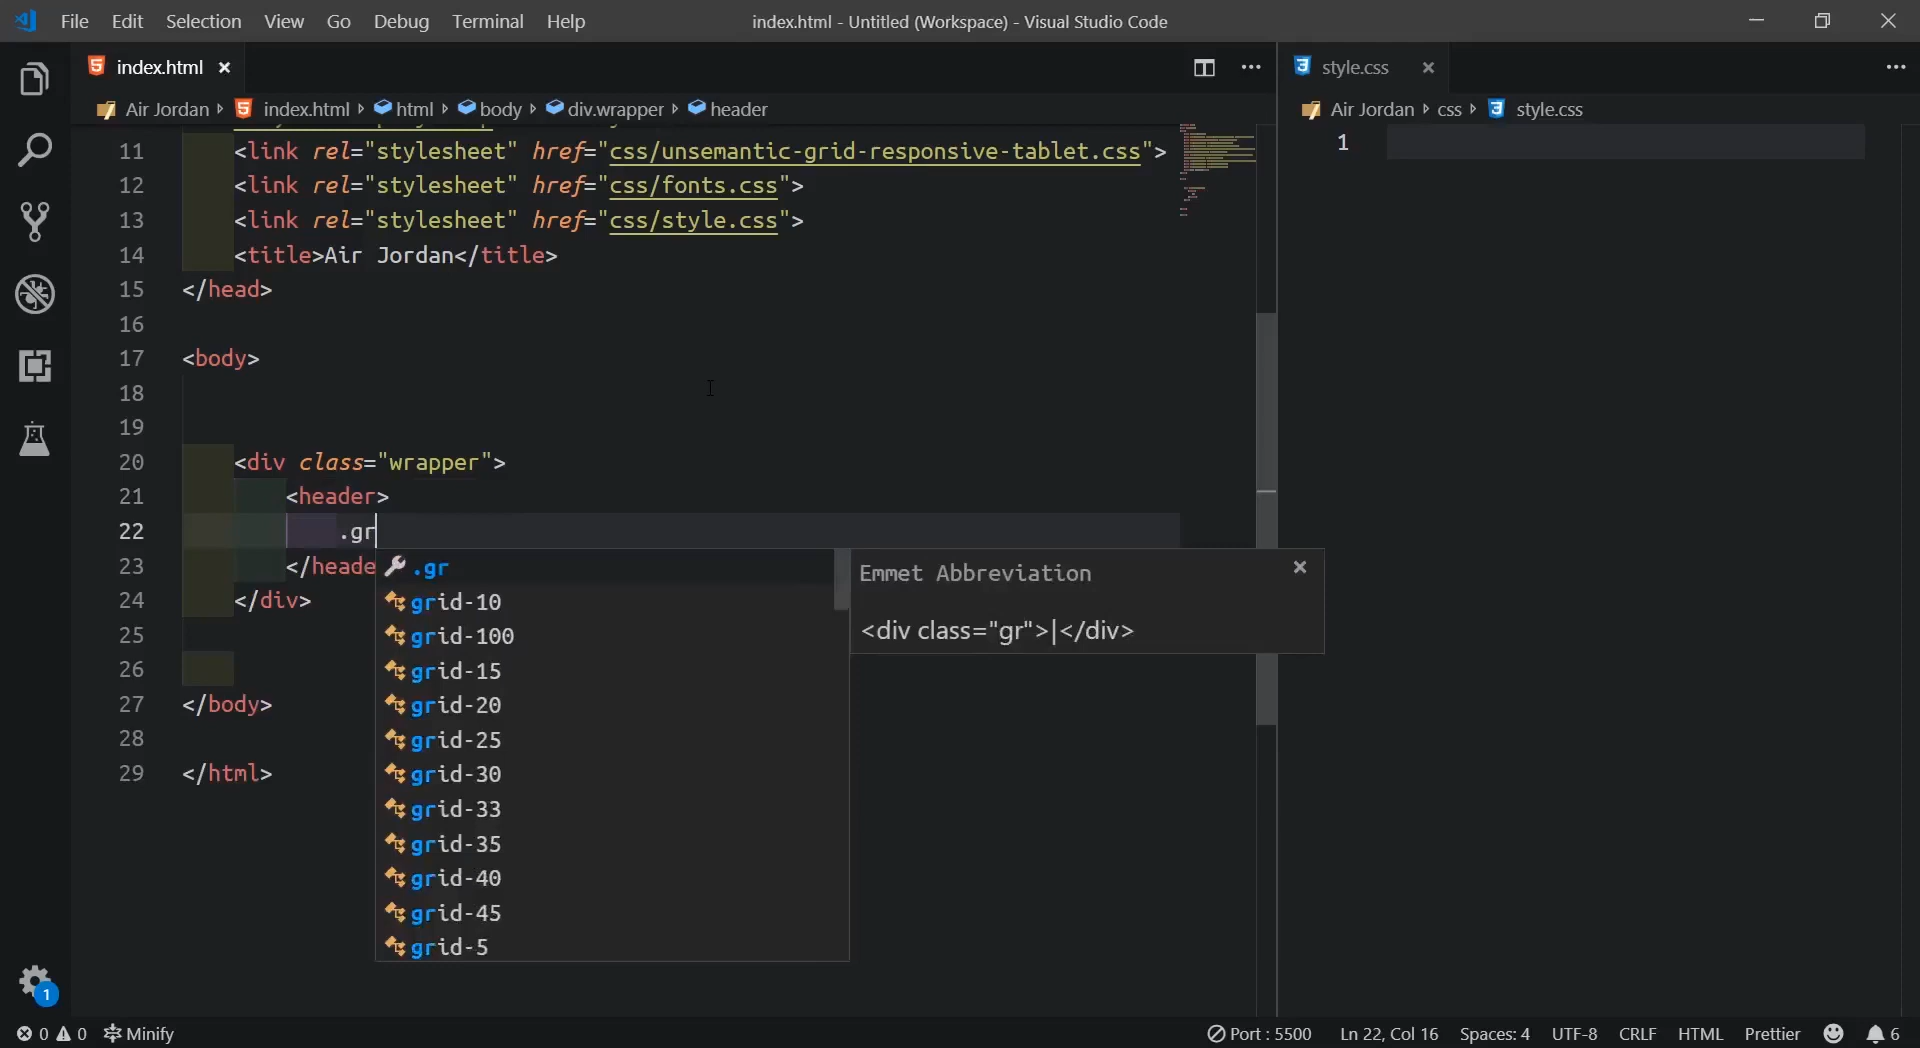 File Edit Selection View Go Debug Terminal Help
index.html - Untitled (Workspace) - Visual Studio Code
index.html
Air Jordan index.html html body div.wrapper header
11 <link rel="stylesheet" href="css/unsemantic-grid-responsive-tablet.css">
12 <link rel="stylesheet" href="css/fonts.css">
13 <link rel="stylesheet" href="css/style.css">
14 <title>Air Jordan</title>
15 </head>
16
17 <body>
18
19
20 <div class="wrapper">
21 <header>
22 .gr
23 </heade
24 </div>
25
26
27 </body>
28
29 </html>
.gr
grid-10
grid-100
grid-15
grid-20
grid-25
grid-30
grid-33
grid-35
grid-40
grid-45
grid-5
Emmet Abbreviation
<div class="gr">|</div>
style.css
Air Jordan css style.css
1
1
0 0 Minify
Port : 5500 Ln 22, Col 16 Spaces: 4 UTF-8 CRLF HTML Prettier 6